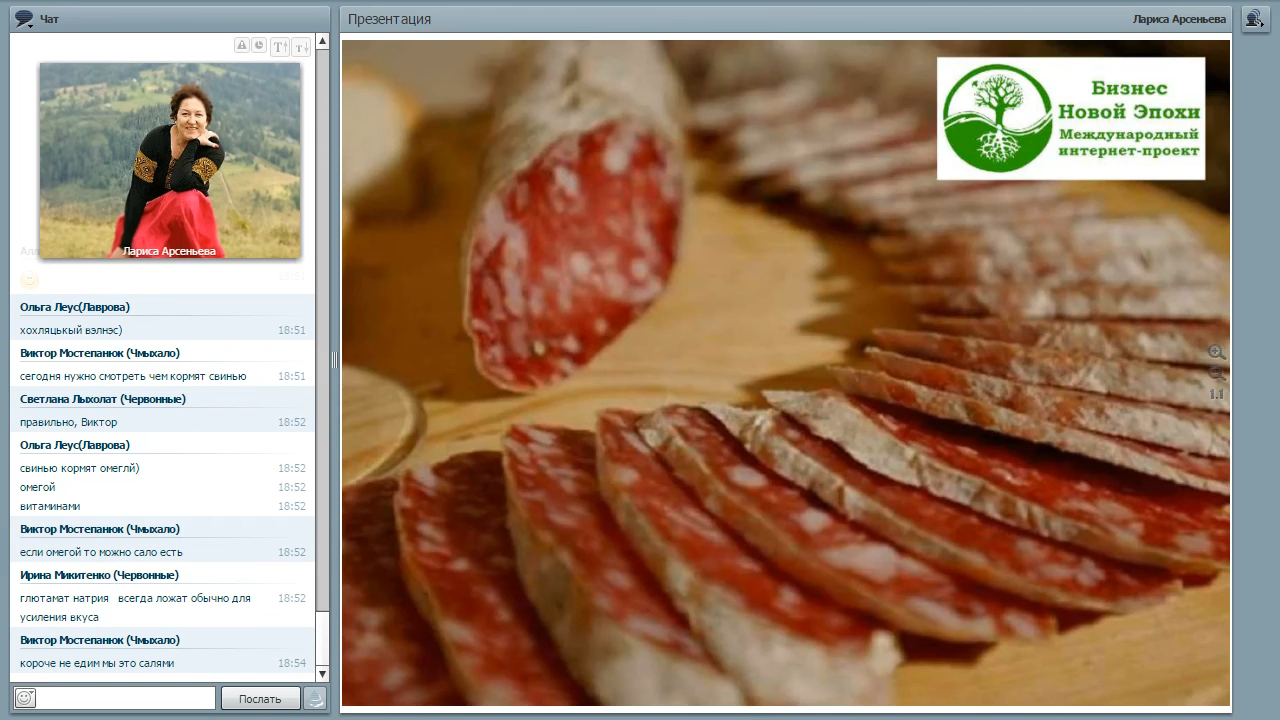 Чат
Лариса Арсеньева
18:51
Ольга Леус(Лаврова)
хохляцькый вэлнэс) 18:51
Виктор Мостепанюк (Чмыхало)
сегодня нужно смотреть чем кормят свинью 18:51
Светлана Лыхолат (Червонные)
правильно, Виктор 18:52
Ольга Леус(Лаврова)
свинью кормят омеглй) 18:52
омегой 18:52
витаминами 18:52
Виктор Мостепанюк (Чмыхало)
если омегой то можно сало есть 18:52
Ирина Микитенко (Червонные)
глютамат натрия всегда ложат обычно для 18:52
усиления вкуса
Виктор Мостепанюк (Чмыхало)
короче не едим мы это салями 18:54
Послать
Презентация
Лариса Арсеньева
Бизнес
Новой Эпохи
Международный
интернет-проект
1:1